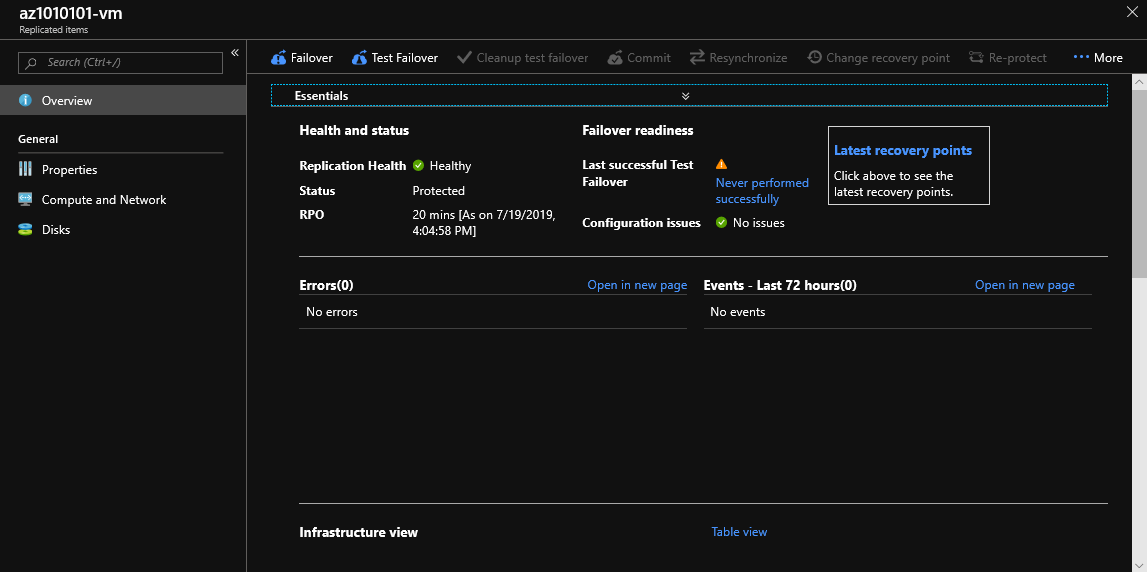 az1010101-vm
Replicated items
Search (Ctrl+/)
Overview
General
Properties
Compute and Network
Disks
Failover Test Failover Cleanup test failover Commit Resynchronize Change recovery point Re-protect More
Essentials
Health and status
Replication Health Healthy
Status Protected
RPO 20 mins [As on 7/19/2019,
4:04:58 PM]
Failover readiness
Last successful Test
Failover
Never performed
successfully
Configuration issues No issues
Latest recovery points
Click above to see the
latest recovery points.
Errors(0) Open in new page
No errors
Events - Last 72 hours(0) Open in new page
No events
Infrastructure view Table view